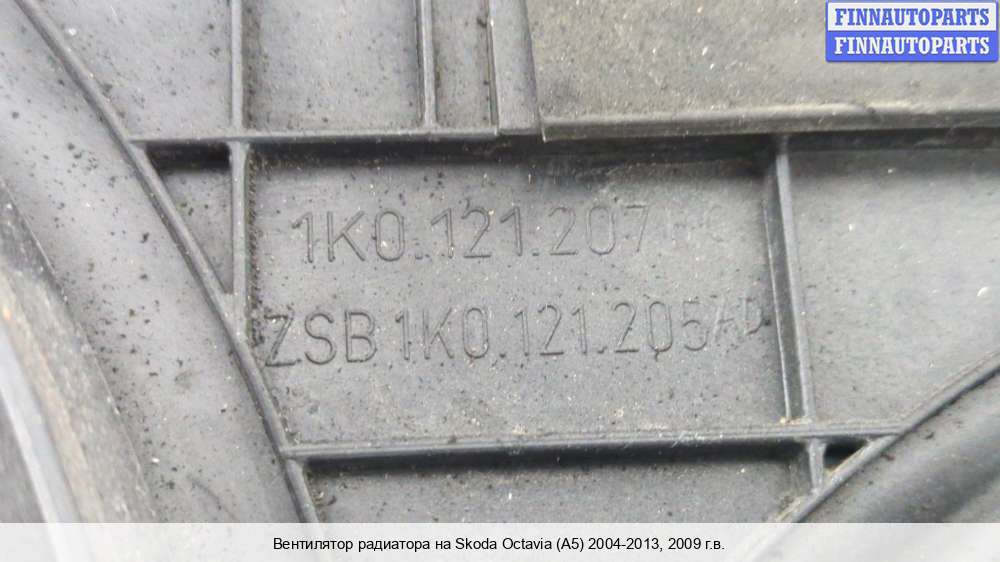 FINNAUTOPARTS
FINNAUTOPARTS
1K0.121.207
ZSB 1K0.121.205
Вентилятор радиатора на Skoda Octavia (A5) 2004-2013, 2009 г.в.